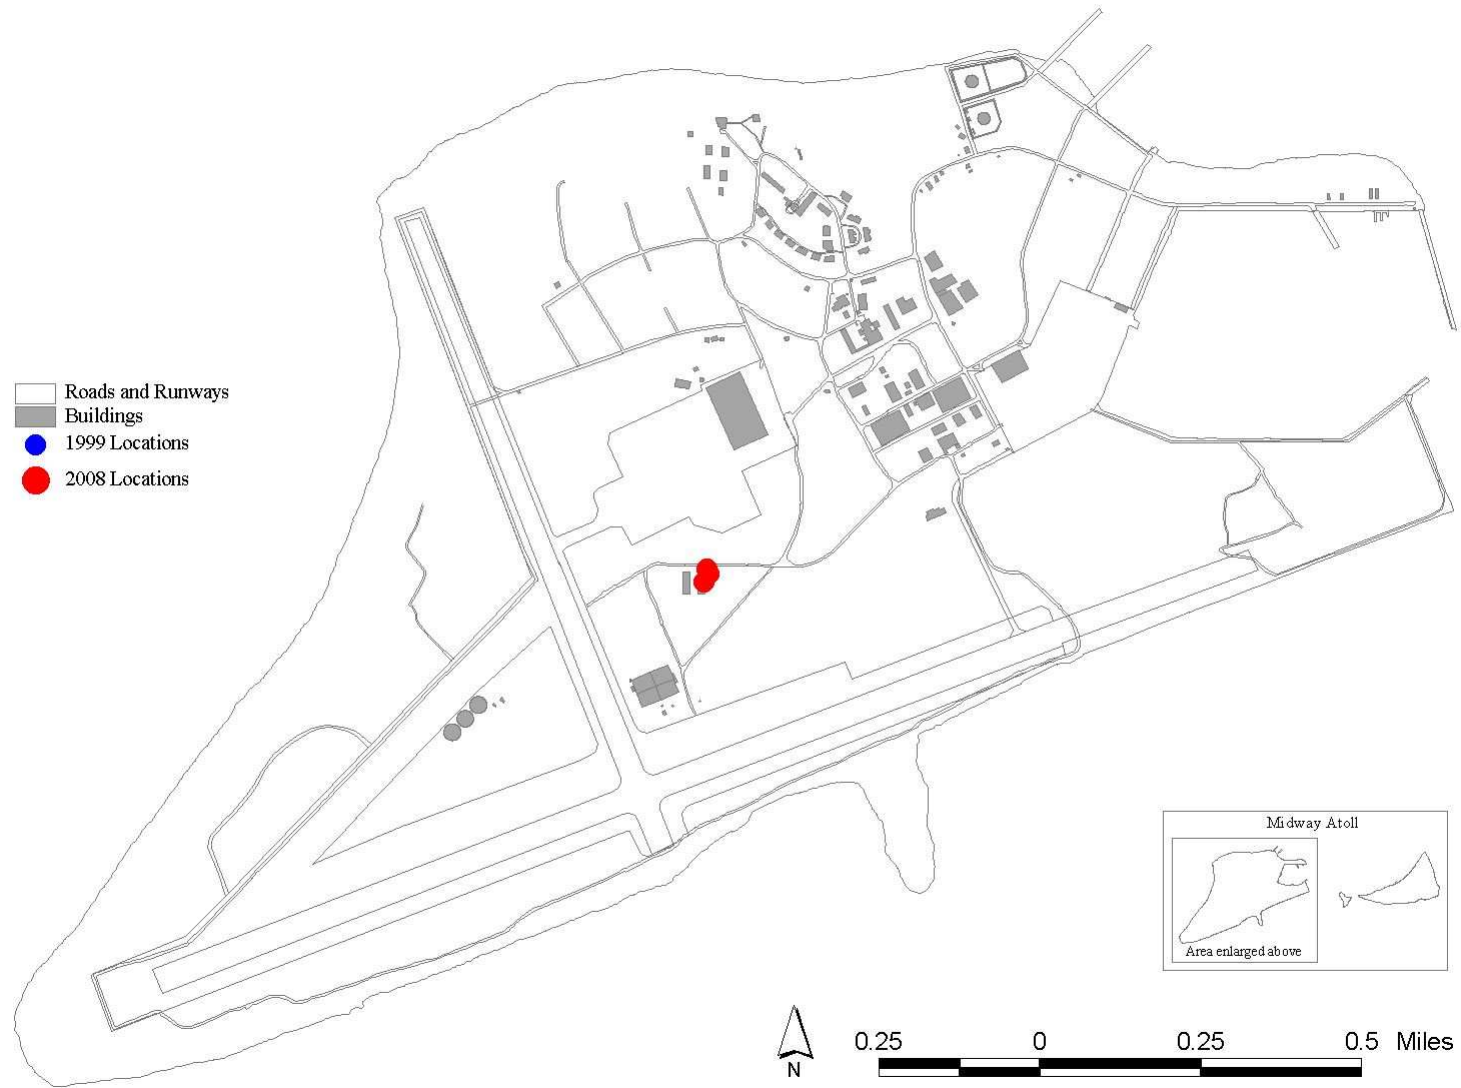 Roads and Runways
Buildings
1999 Locations
2008 Locations
Midway Atoll
Area enlarged above
N
0.25 0 0.25 0.5 Miles